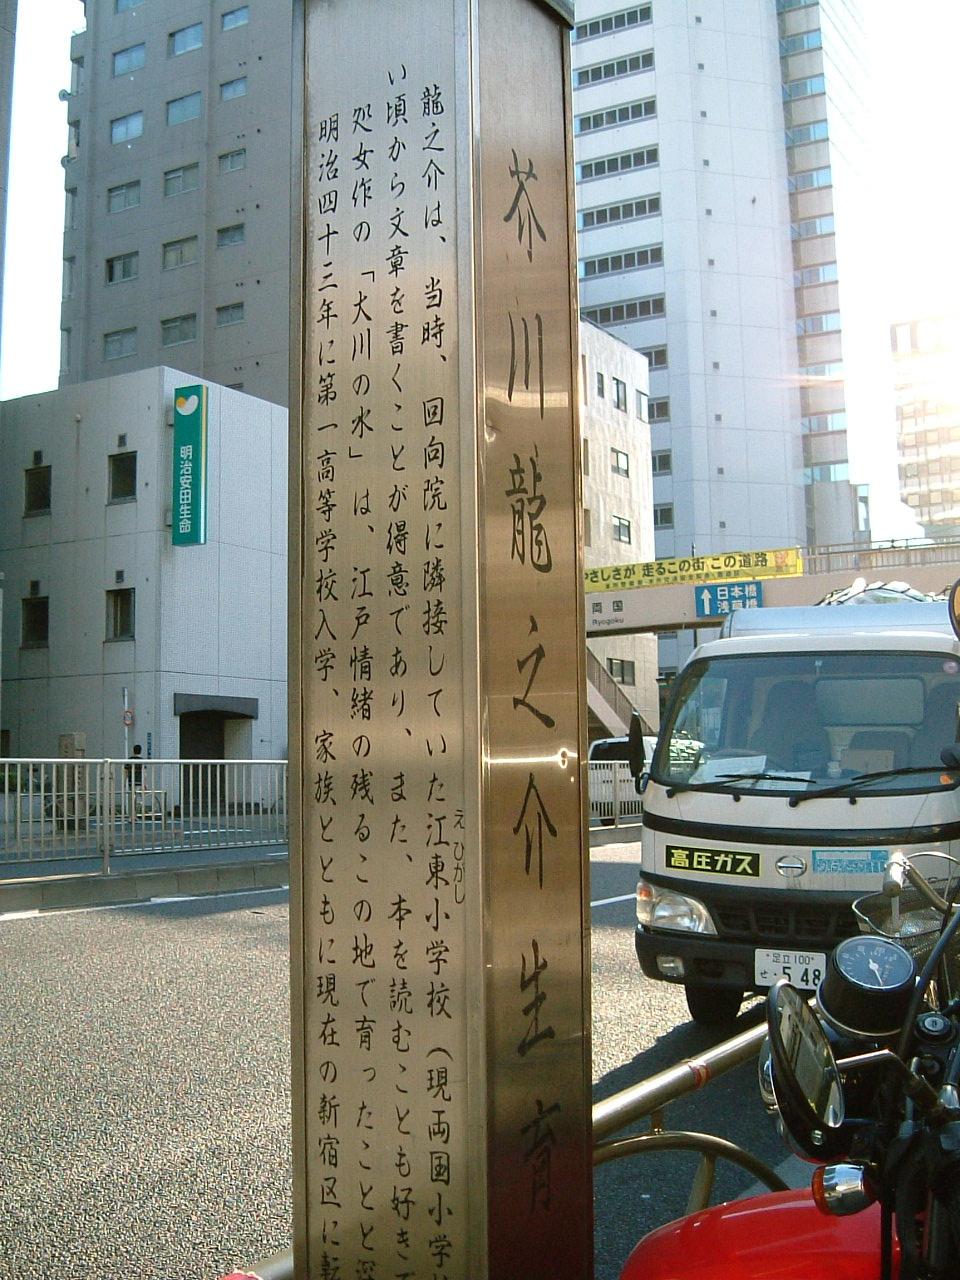 芥川龍之介生育
龍之介は、当時、回向院に隣接していた江東小学校（現両国小学
えひがし
い頃から文章を書くことが得意であり、また、本を読むことも好きで
処女作の「大川の水」は、江戸情緒の残るこの地で育ったことと深
明治四十三年に第一高等学校入学、家族とともに現在の新宿区に転
明治安田生命
やさしさが 走るこの街 この道路
両国
Ryogoku
↑日本橋
浅草橋
高圧ガス
足立100
せ 5 48